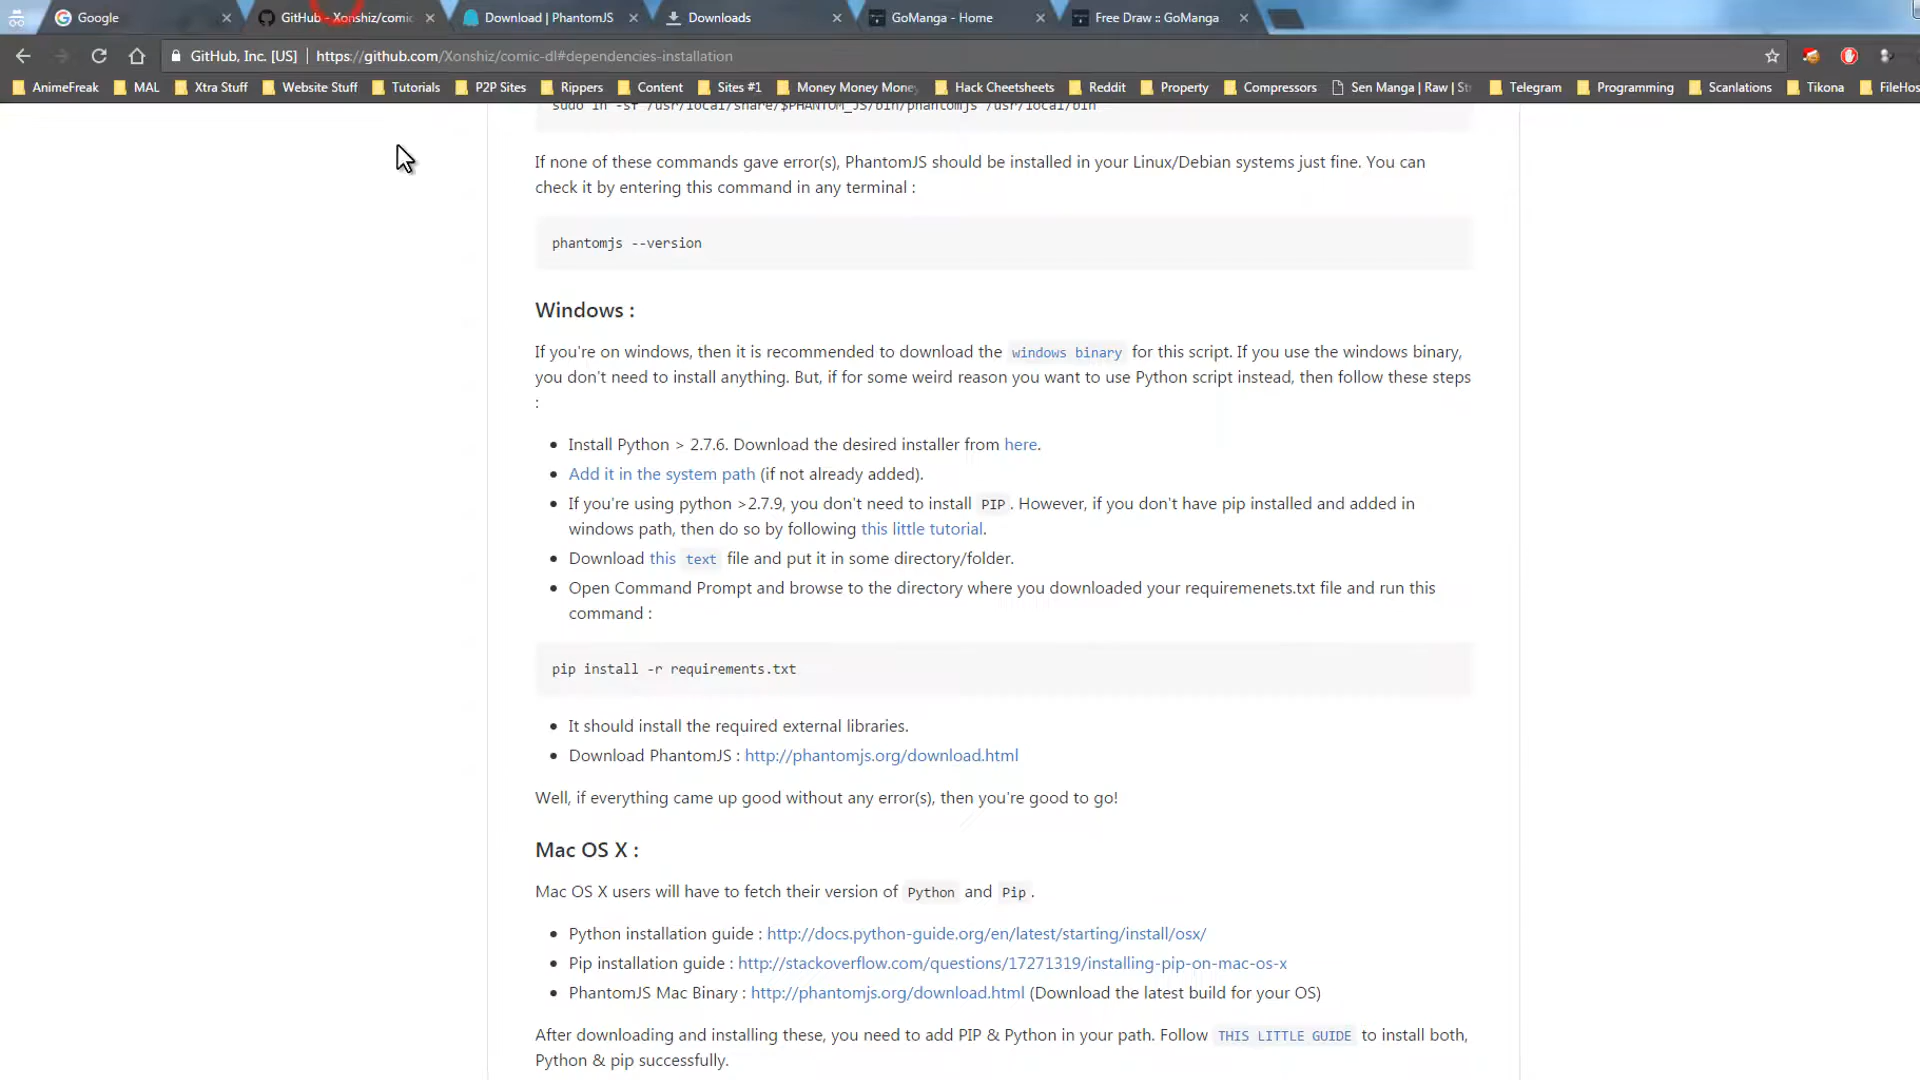 Google
GitHub - Xonshiz/comic
Download | PhantomJS
Downloads
GoManga - Home
Free Draw :: GoManga
GitHub, Inc. [US]
https://github.com/Xonshiz/comic-dl#dependencies-installation
AnimeFreak
MAL
Xtra Stuff
Website Stuff
Tutorials
P2P Sites
Rippers
Content
Sites #1
Money Money Money
Hack Cheetsheets
Reddit
Property
Compressors
Sen Manga | Raw | St
Telegram
Programming
Scanlations
Tikona
FileHos
sudo ln -sf /usr/local/share/$PHANTOM_JS/bin/phantomjs /usr/local/bin
If none of these commands gave error(s), PhantomJS should be installed in your Linux/Debian systems just fine. You can
check it by entering this command in any terminal :
phantomjs --version
Windows :
If you're on windows, then it is recommended to download the windows binary for this script. If you use the windows binary,
you don't need to install anything. But, if for some weird reason you want to use Python script instead, then follow these steps
:
• Install Python > 2.7.6. Download the desired installer from here.
• Add it in the system path (if not already added).
• If you're using python >2.7.9, you don't need to install PIP. However, if you don't have pip installed and added in
windows path, then do so by following this little tutorial.
• Download this text file and put it in some directory/folder.
• Open Command Prompt and browse to the directory where you downloaded your requiremenets.txt file and run this
command :
pip install -r requirements.txt
• It should install the required external libraries.
• Download PhantomJS : http://phantomjs.org/download.html
Well, if everything came up good without any error(s), then you're good to go!
Mac OS X :
Mac OS X users will have to fetch their version of Python and Pip.
• Python installation guide : http://docs.python-guide.org/en/latest/starting/install/osx/
• Pip installation guide : http://stackoverflow.com/questions/17271319/installing-pip-on-mac-os-x
• PhantomJS Mac Binary : http://phantomjs.org/download.html (Download the latest build for your OS)
After downloading and installing these, you need to add PIP & Python in your path. Follow THIS LITTLE GUIDE to install both,
Python & pip successfully.